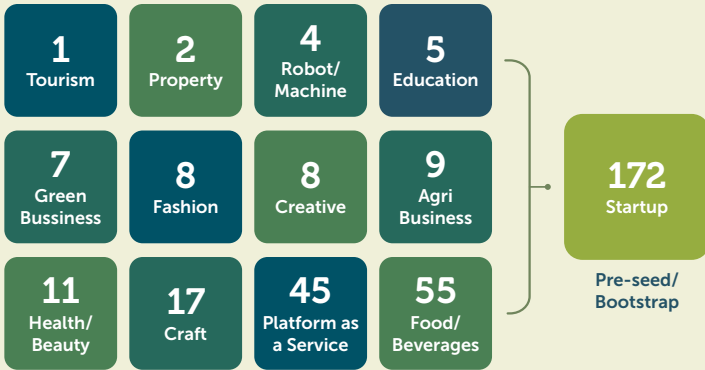 1
Tourism
2
Property
4
Robot/
Machine
5
Education
7
Green
Bussiness
8
Fashion
8
Creative
9
Agri
Business
11
Health/
Beauty
17
Craft
45
Platform as
a Service
55
Food/
Beverages
172
Startup
Pre-seed/
Bootstrap